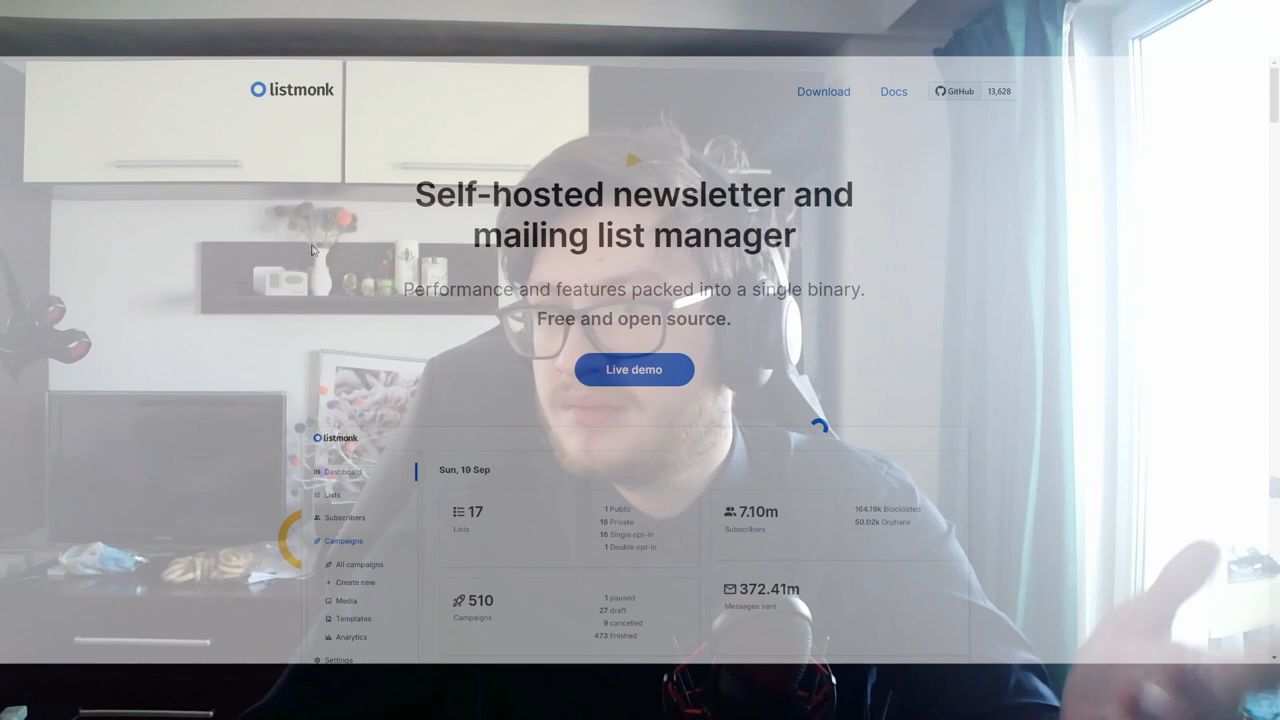 listmonk
Download
Docs
GitHub
13,628
Self-hosted newsletter and
mailing list manager
Performance and features packed into a single binary.
Free and open source.
Live demo
listmonk
Dashboard
Lists
Subscribers
Campaigns
All campaigns
Create new
Media
Templates
Analytics
Settings
Sun, 19 Sep
17
Lists
1 Public
16 Private
16 Single opt-in
1 Double opt-in
7.10m
Subscribers
164.19k Blocklisted
50.02k Orphans
510
Campaigns
1 paused
27 draft
9 cancelled
473 finished
372.41m
Messages sent